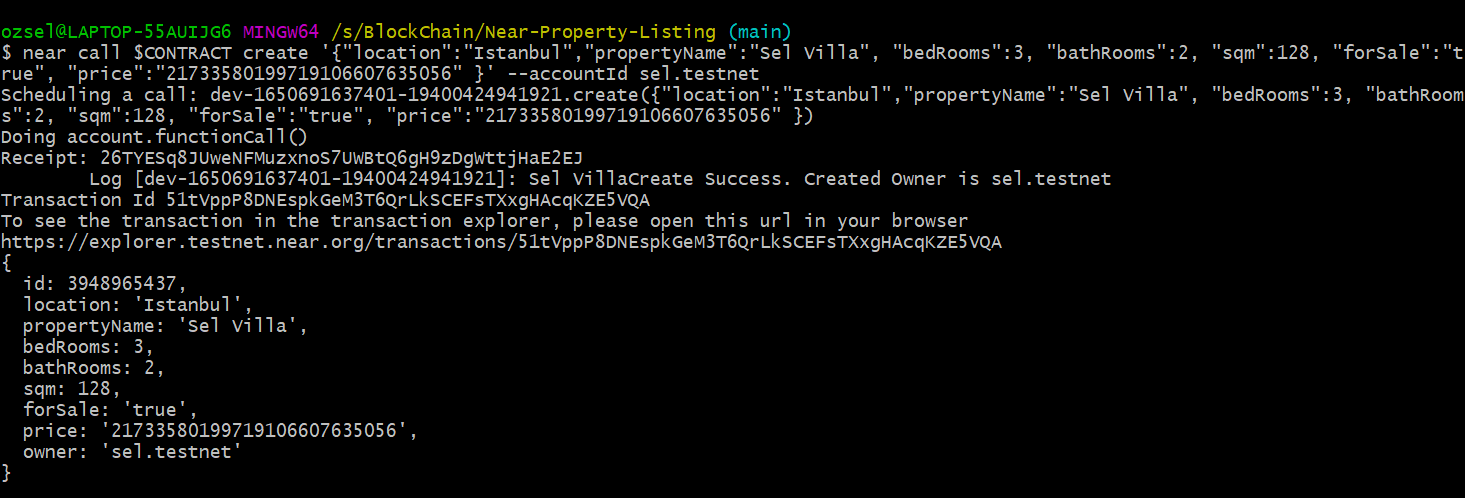 ozsel@LAPTOP-55AUIJG6 MINGW64 /s/BlockChain/Near-Property-Listing (main)
$ near call $CONTRACT create '{"location":"Istanbul","propertyName":"Sel Villa", "bedRooms":3, "bathRooms":2, "sqm":128, "forSale":"t
rue", "price":"21733580199719106607635056" }' --accountId sel.testnet
Scheduling a call: dev-1650691637401-19400424941921.create({"location":"Istanbul","propertyName":"Sel Villa", "bedRooms":3, "bathRoom
s":2, "sqm":128, "forSale":"true", "price":"21733580199719106607635056" })
Doing account.functionCall()
Receipt: 26TYESq8JUweNFMuzxnoS7UWBtQ6gH9zDgWttjHaE2EJ
Log [dev-1650691637401-19400424941921]: Sel VillaCreate Success. Created Owner is sel.testnet
Transaction Id 51tVppP8DNEspkGeM3T6QrLkSCEFsTXxgHAcqKZE5VQA
To see the transaction in the transaction explorer, please open this url in your browser
https://explorer.testnet.near.org/transactions/51tVppP8DNEspkGeM3T6QrLkSCEFsTXxgHAcqKZE5VQA
{
id: 3948965437,
location: 'Istanbul',
propertyName: 'Sel Villa',
bedRooms: 3,
bathRooms: 2,
sqm: 128,
forSale: 'true',
price: '21733580199719106607635056',
owner: 'sel.testnet'
}